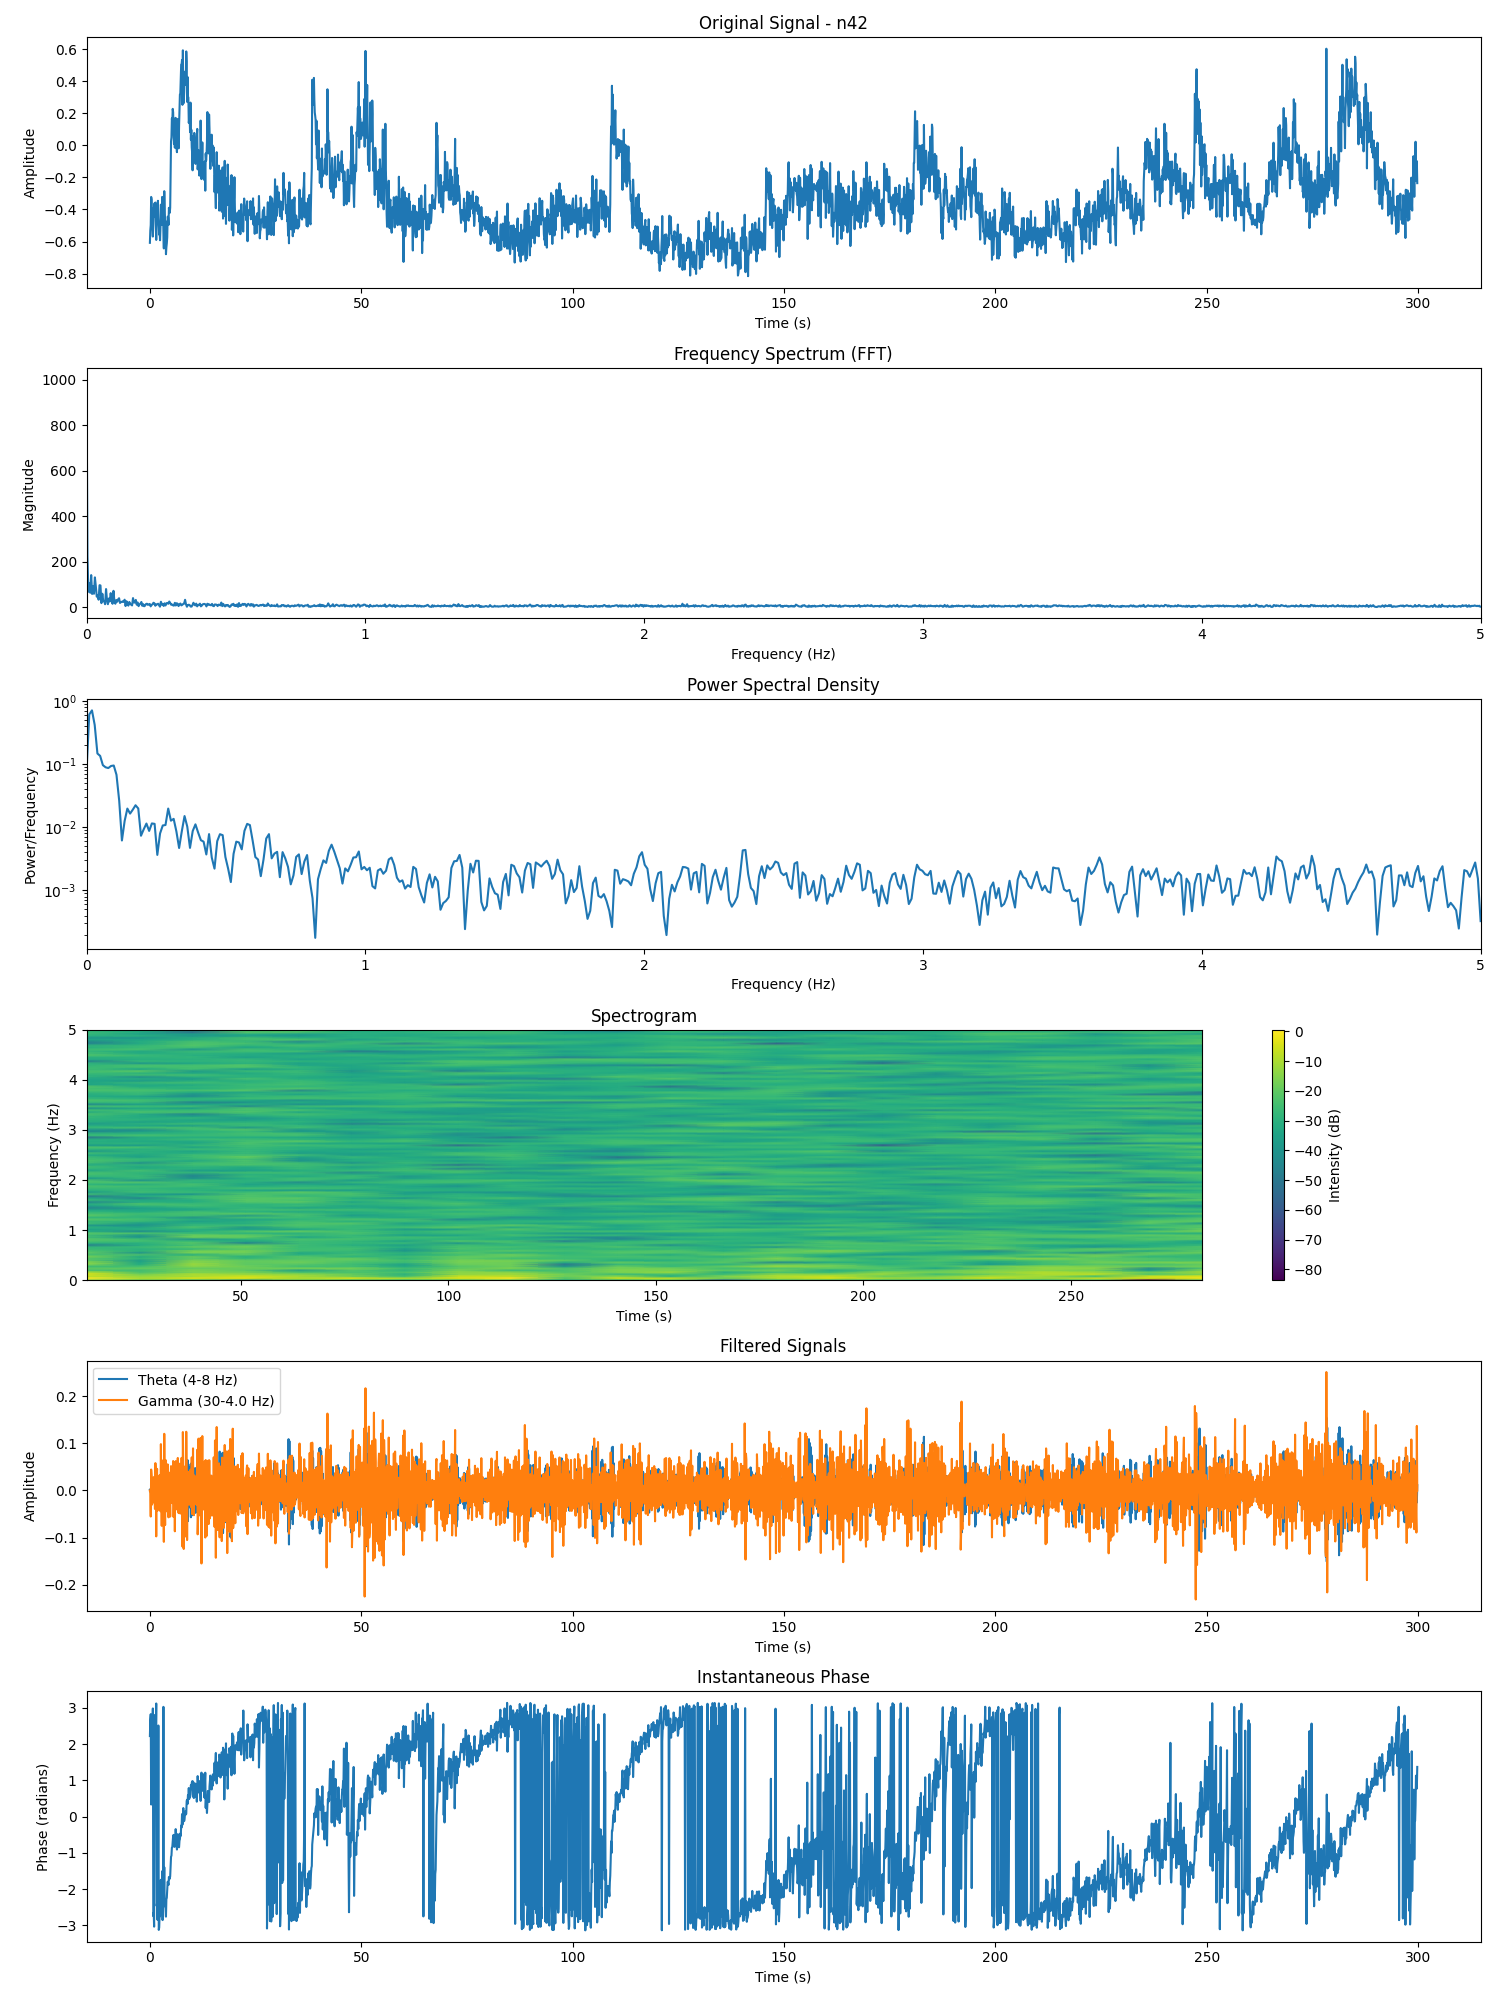 Original Signal - n42
Amplitude
0.6
0.4
0.2
0.0
−0.2
−0.4
−0.6
−0.8
0 50 100 150 200 250 300
Time (s)
Frequency Spectrum (FFT)
Magnitude
1000
800
600
400
200
0
0 1 2 3 4 5
Frequency (Hz)
Power Spectral Density
Power/Frequency
10⁰
10⁻¹
10⁻²
10⁻³
0 1 2 3 4 5
Frequency (Hz)
Spectrogram
Frequency (Hz)
5
4
3
2
1
0
50 100 150 200 250
Time (s)
0
−10
−20
−30
−40
−50
−60
−70
−80
Intensity (dB)
Filtered Signals
Theta (4-8 Hz)
Gamma (30-4.0 Hz)
Amplitude
0.2
0.1
0.0
−0.1
−0.2
0 50 100 150 200 250 300
Time (s)
Instantaneous Phase
Phase (radians)
3
2
1
0
−1
−2
−3
0 50 100 150 200 250 300
Time (s)